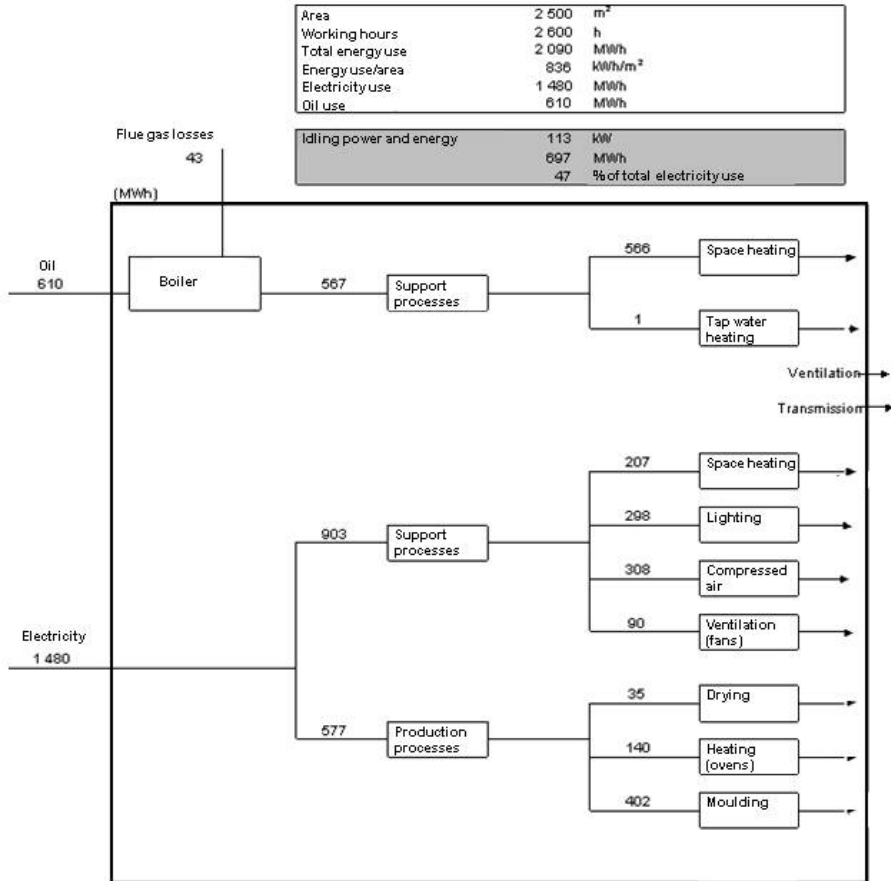 Area 2 500 m²
Working hours 2 600 h
Total energy use 2 090 MWh
Energy use/area 836 kWh/m²
Electricity use 1 480 MWh
Oil use 610 MWh
Flue gas losses
43
Idling power and energy 113 kW
697 MWh
47 % of total electricity use
(MWh)
Oil
610
Boiler
567
Support
processes
566
Space heating
1
Tap water
heating
Ventilation
Transmission
207
Space heating
903
Support
processes
298
Lighting
308
Compressed
air
90
Ventilation
(fans)
Electricity
1 480
577
Production
processes
35
Drying
140
Heating
(ovens)
402
Moulding